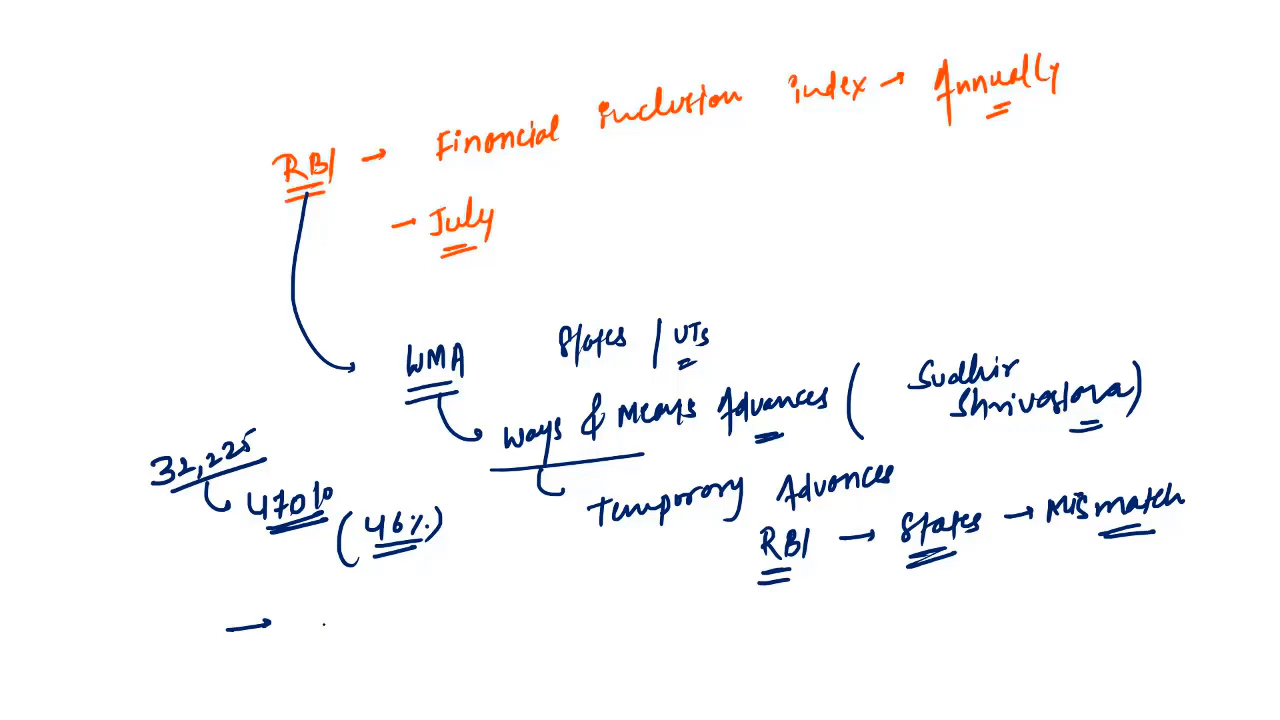 RBI → Financial inclusion index → Annually
→ July
WMA States / UTs
Ways & Means Advances ( Sudhir
Shrivastava)
32,225
47010
(46%)
Temporary Advances
RBI → States → Mismatch
→